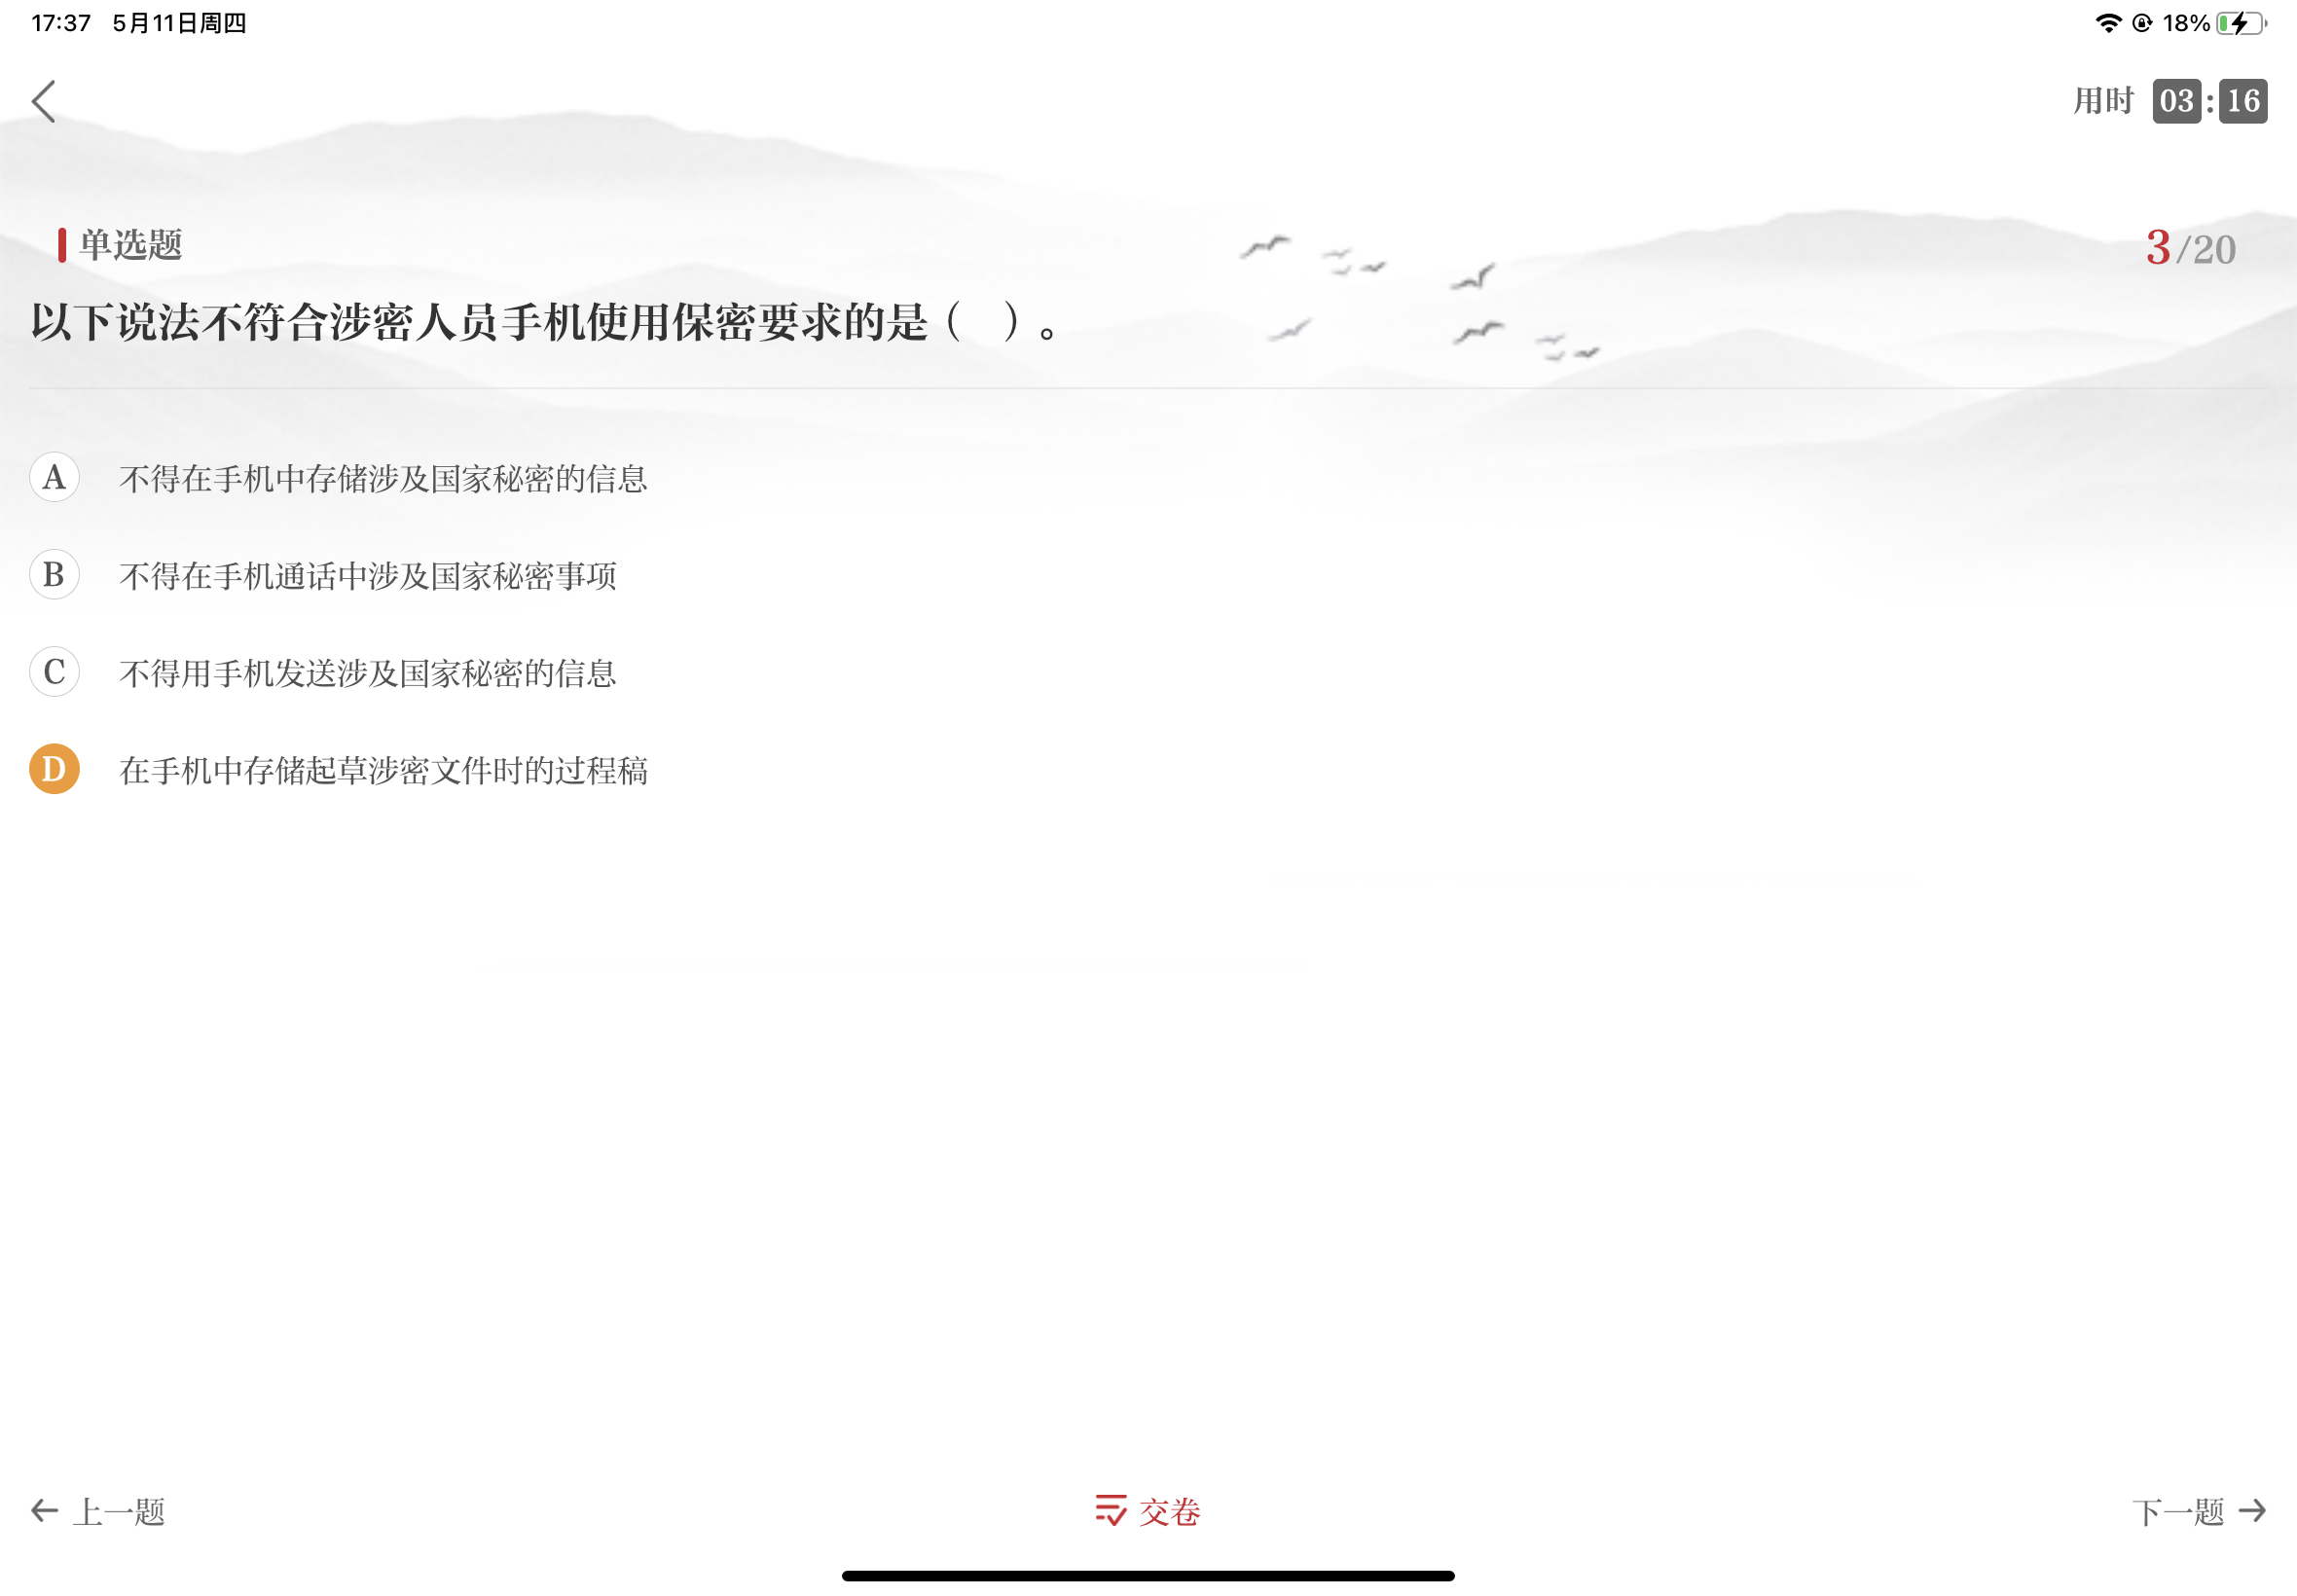 17:37 5月11日周四
18%
用时 03:16
单选题
3/20
以下说法不符合涉密人员手机使用保密要求的是（ ）。
A 不得在手机中存储涉及国家秘密的信息
B 不得在手机通话中涉及国家秘密事项
C 不得用手机发送涉及国家秘密的信息
D 在手机中存储起草涉密文件时的过程稿
上一题
交卷
下一题